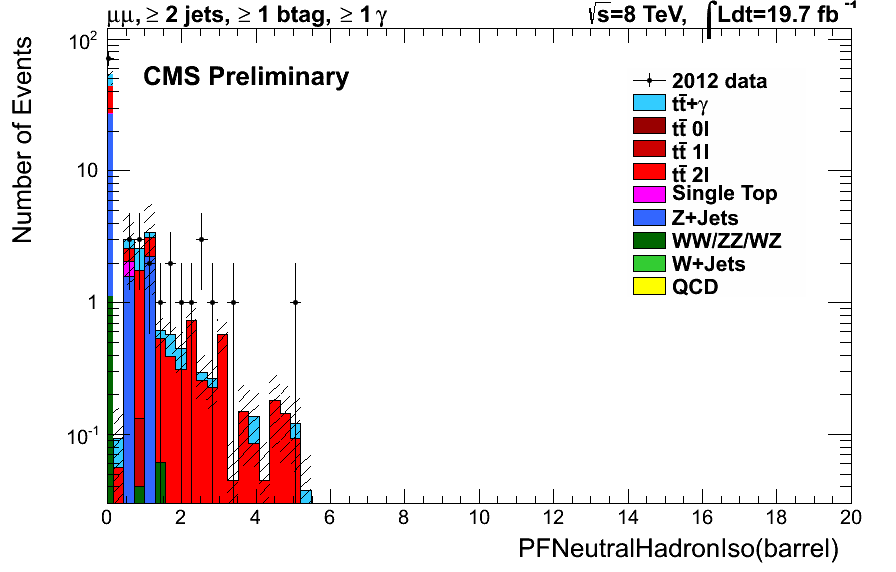 μμ, ≥ 2 jets, ≥ 1 btag, ≥ 1 γ
√s=8 TeV, ∫Ldt=19.7 fb⁻¹
CMS Preliminary
2012 data
tt̅+γ
tt̅ 0l
tt̅ 1l
tt̅ 2l
Single Top
Z+Jets
WW/ZZ/WZ
W+Jets
QCD
Number of Events
10²
10
1
10⁻¹
0 2 4 6 8 10 12 14 16 18 20
PFNeutralHadronIso(barrel)